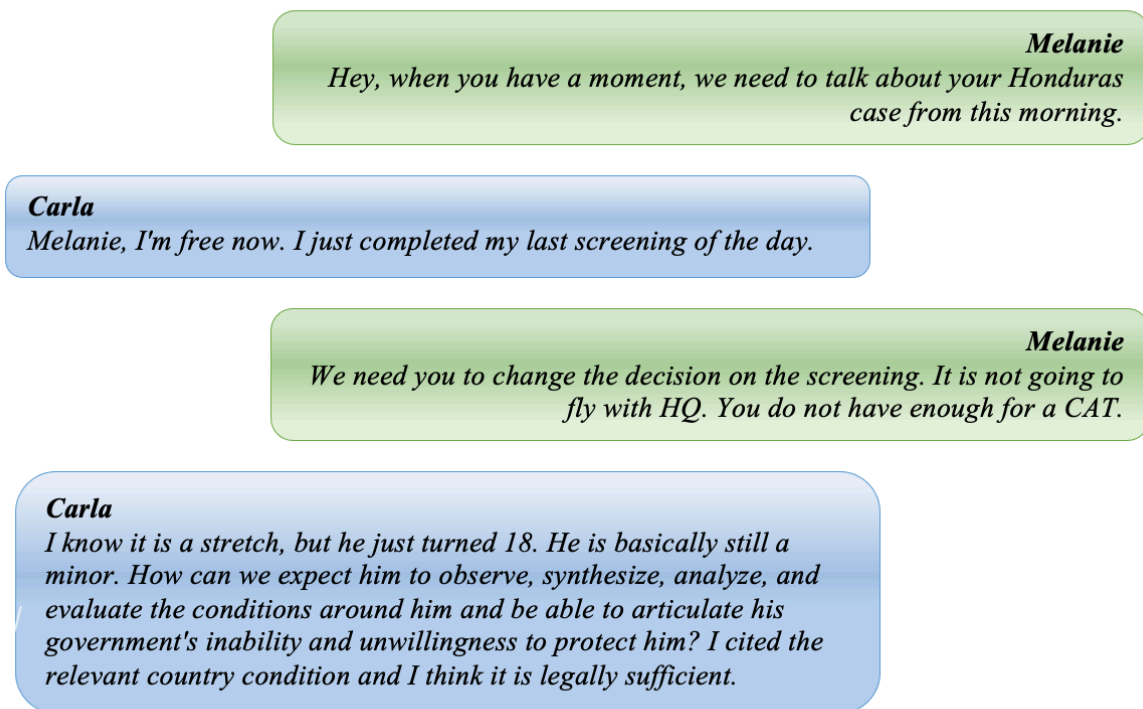 Melanie
Hey, when you have a moment, we need to talk about your Honduras
case from this morning.
Carla
Melanie, I'm free now. I just completed my last screening of the day.
Melanie
We need you to change the decision on the screening. It is not going to
fly with HQ. You do not have enough for a CAT.
Carla
I know it is a stretch, but he just turned 18. He is basically still a
minor. How can we expect him to observe, synthesize, analyze, and
evaluate the conditions around him and be able to articulate his
government's inability and unwillingness to protect him? I cited the
relevant country condition and I think it is legally sufficient.